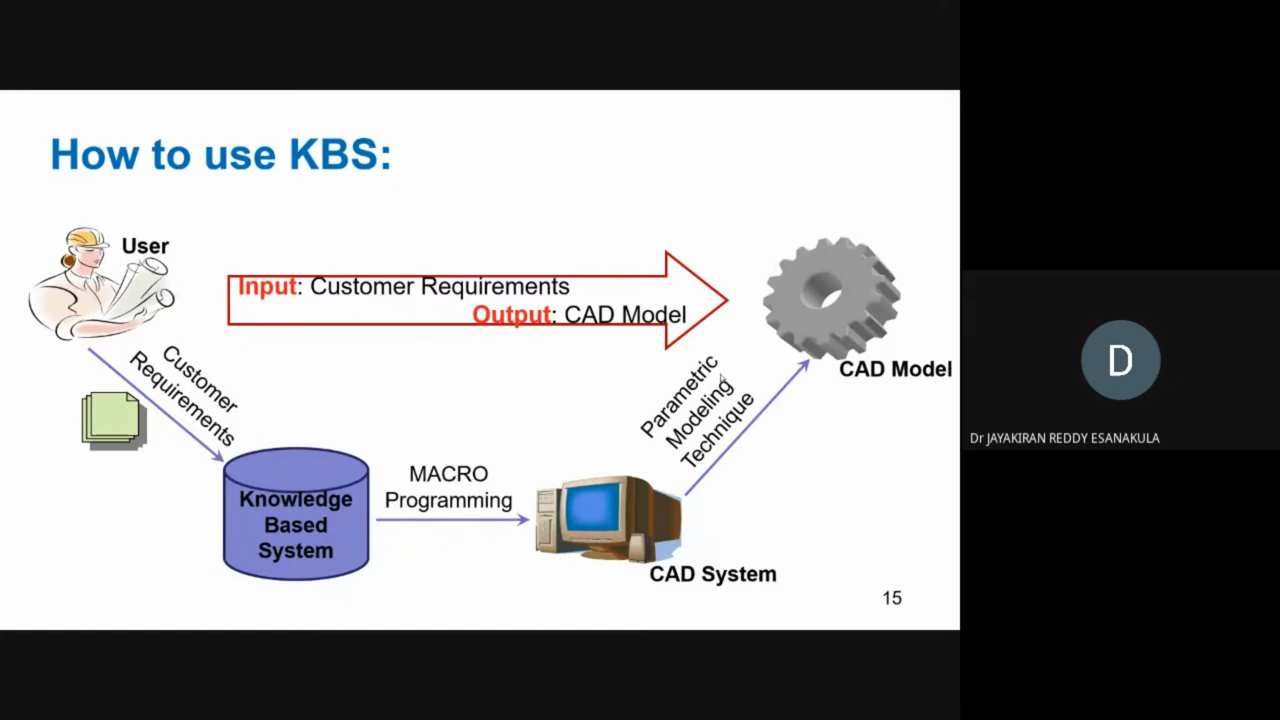 How to use KBS:
User
Input: Customer Requirements
Output: CAD Model
CAD Model
Customer
Requirements
Parametric
Modeling
Technique
Knowledge
Based
System
MACRO
Programming
CAD System
15
D
Dr JAYAKIRAN REDDY ESANAKULA